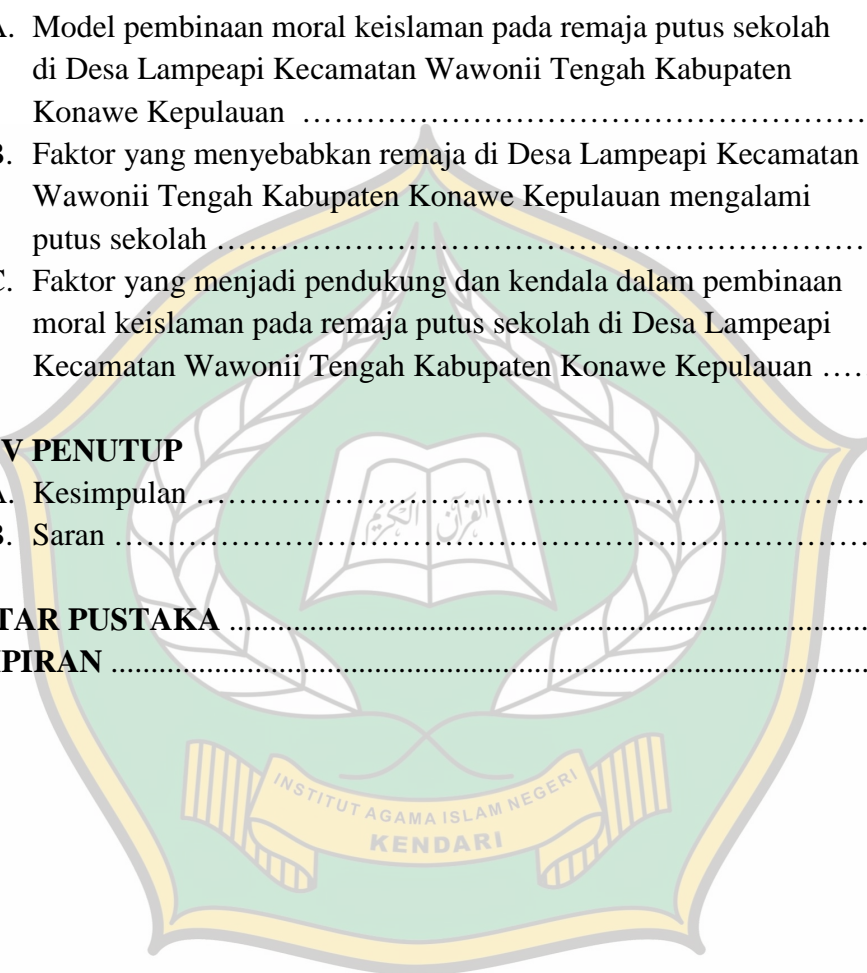 A. Model pembinaan moral keislaman pada remaja putus sekolah
di Desa Lampeapi Kecamatan Wawonii Tengah Kabupaten
Konawe Kepulauan ………………………………………………
B. Faktor yang menyebabkan remaja di Desa Lampeapi Kecamatan
Wawonii Tengah Kabupaten Konawe Kepulauan mengalami
putus sekolah ………………………………………………………
C. Faktor yang menjadi pendukung dan kendala dalam pembinaan
moral keislaman pada remaja putus sekolah di Desa Lampeapi
Kecamatan Wawonii Tengah Kabupaten Konawe Kepulauan ….
V PENUTUP
A. Kesimpulan …………………………………………………………
B. Saran …………………………………………………………………
TAR PUSTAKA ............................................................
PIRAN ............................................................
القرآن الكريم
INSTITUT AGAMA ISLAM NEGERI
KENDARI